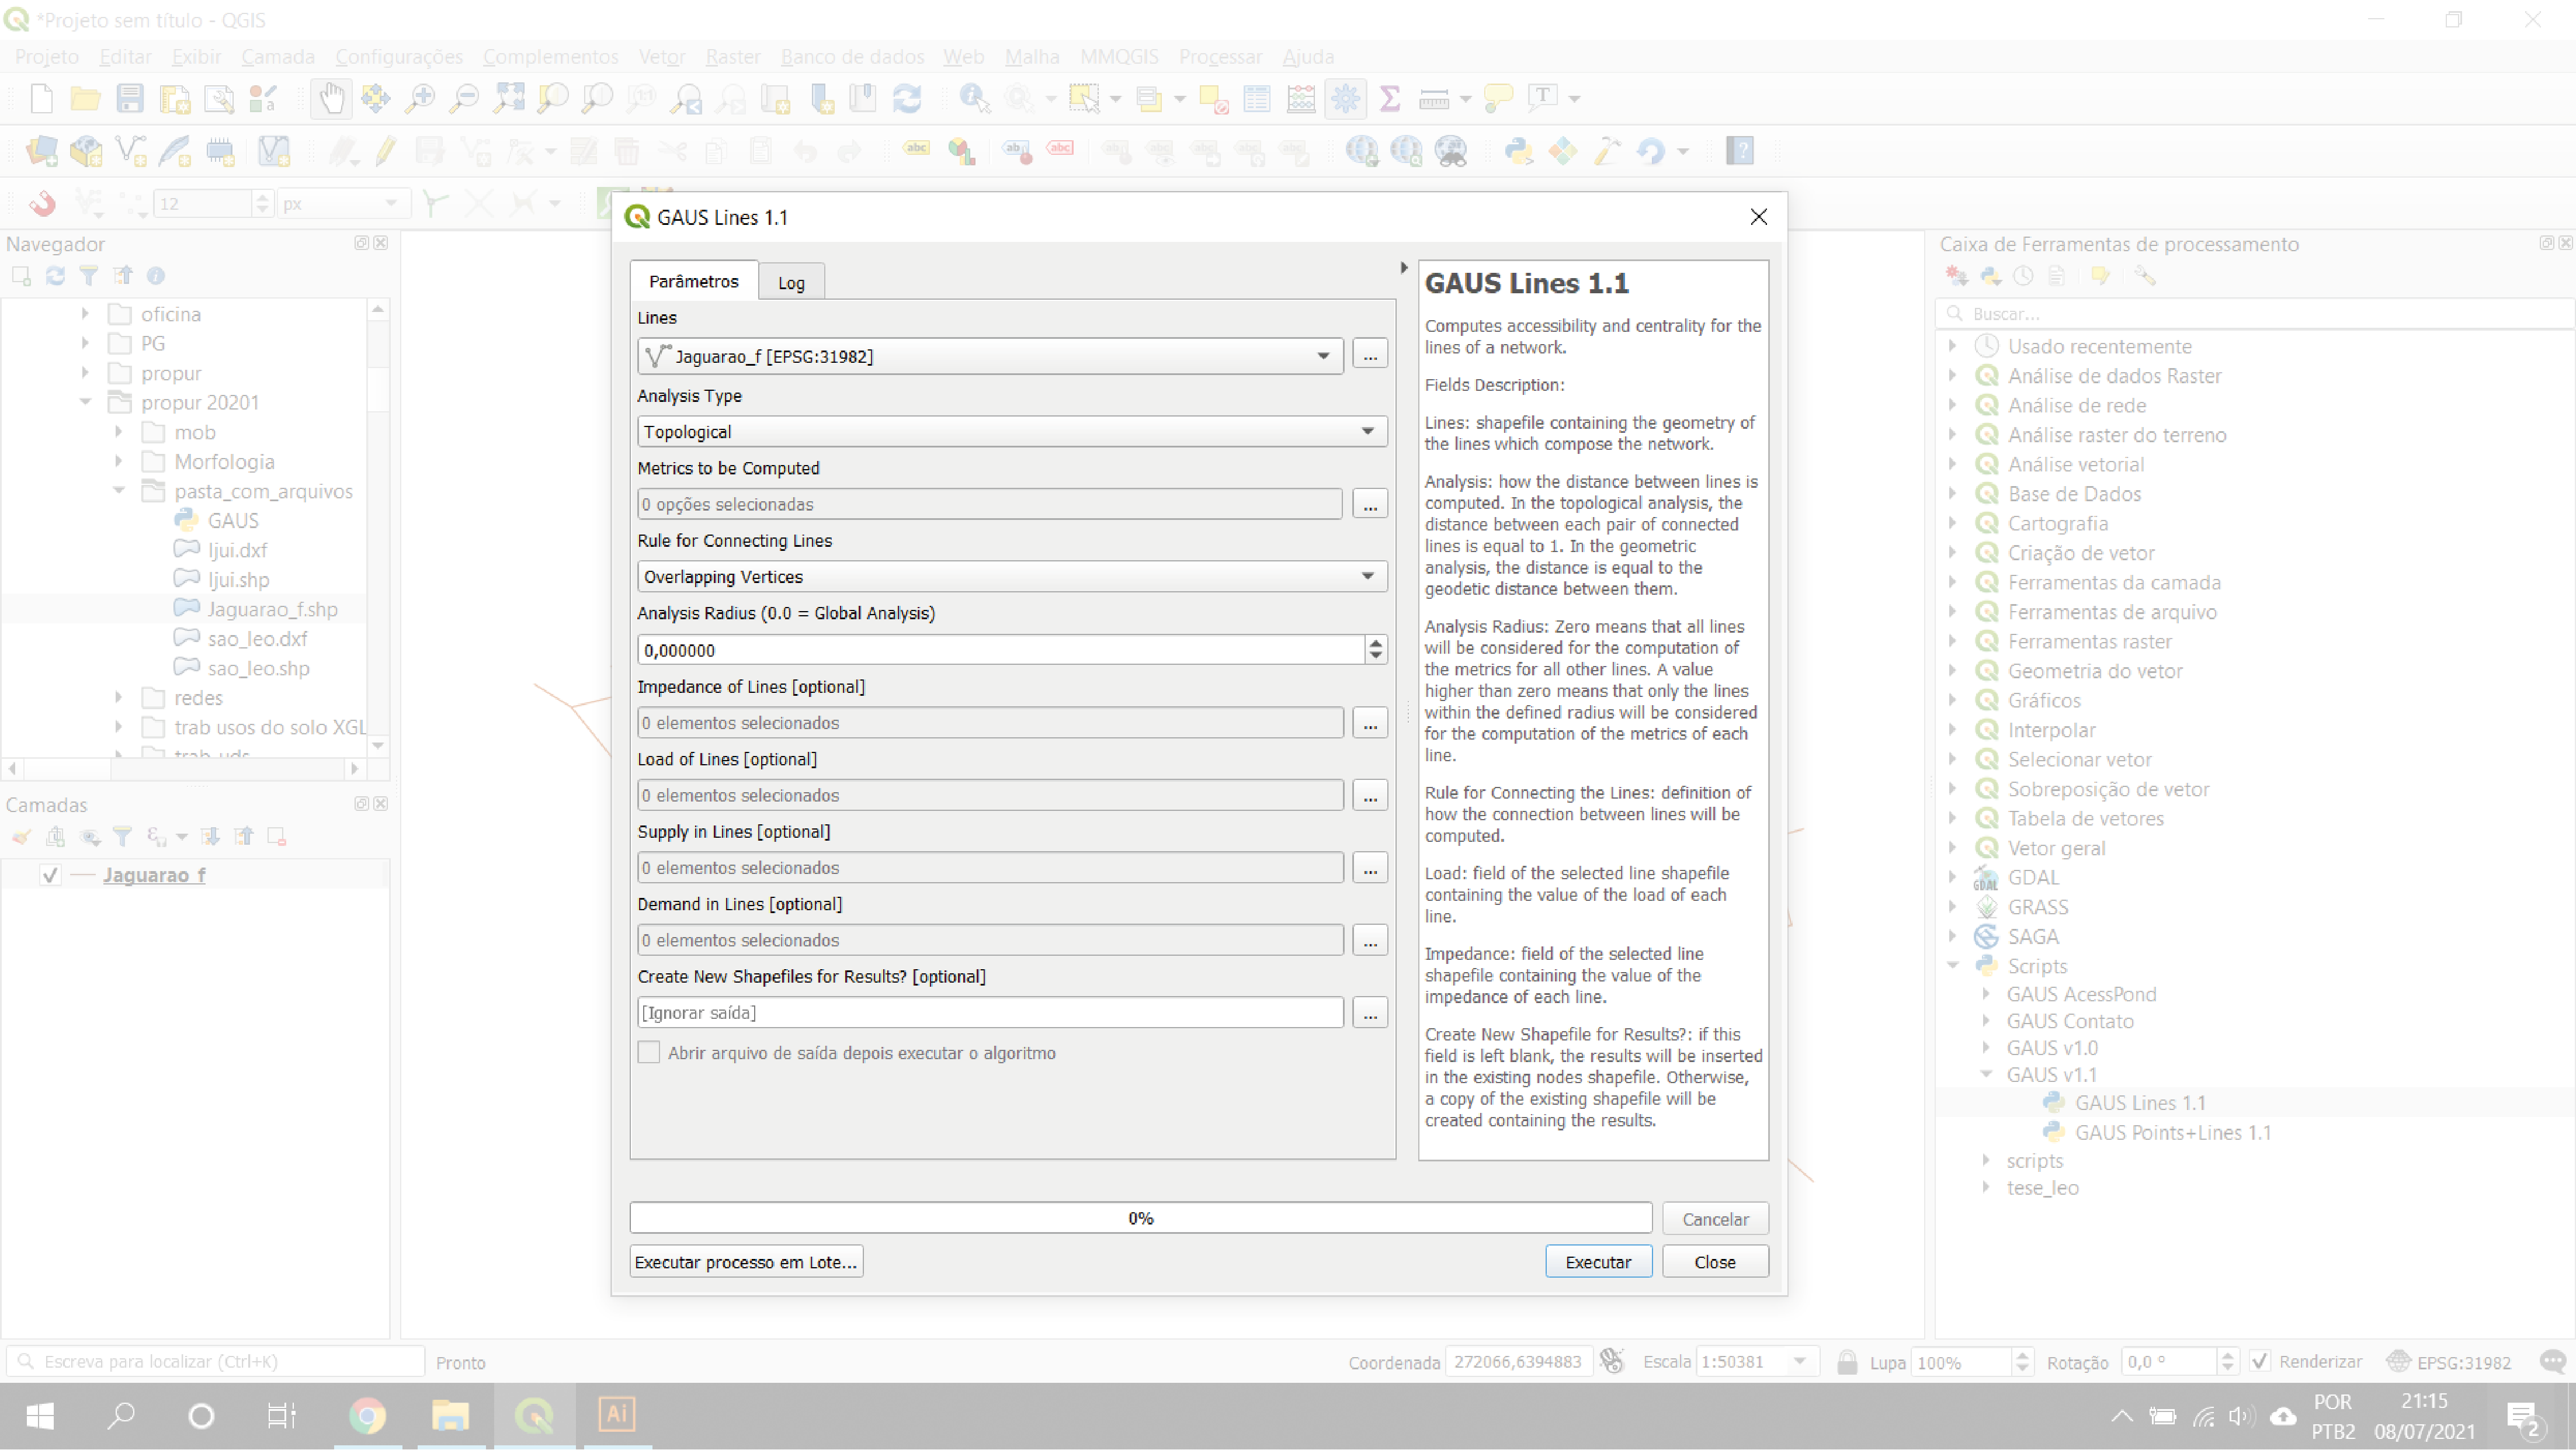 *Projeto sem título - QGIS
Projeto Editar Exibir Camada Configurações Complementos Vetor Raster Banco de dados Web Malha MMQGIS Processar Ajuda
12 px
Navegador
oficina
PG
propur
propur 20201
mob
Morfologia
pasta_com_arquivos
GAUS
Ijui.dxf
Ijui.shp
Jaguarao_f.shp
sao_leo.dxf
sao_leo.shp
redes
trab usos do solo XGL
trab uds
Camadas
Jaguarao_f
GAUS Lines 1.1
Parâmetros Log
Lines
Jaguarao_f [EPSG:31982]
...
Analysis Type
Topological
Metrics to be Computed
0 opções selecionadas
...
Rule for Connecting Lines
Overlapping Vertices
Analysis Radius (0.0 = Global Analysis)
0,000000
Impedance of Lines [optional]
0 elementos selecionados
...
Load of Lines [optional]
0 elementos selecionados
...
Supply in Lines [optional]
0 elementos selecionados
...
Demand in Lines [optional]
0 elementos selecionados
...
Create New Shapefiles for Results? [optional]
[Ignorar saída]
...
Abrir arquivo de saída depois executar o algoritmo
GAUS Lines 1.1
Computes accessibility and centrality for the
lines of a network.
Fields Description:
Lines: shapefile containing the geometry of
the lines which compose the network.
Analysis: how the distance between lines is
computed. In the topological analysis, the
distance between each pair of connected
lines is equal to 1. In the geometric
analysis, the distance is equal to the
geodetic distance between them.
Analysis Radius: Zero means that all lines
will be considered for the computation of
the metrics for all other lines. A value
higher than zero means that only the lines
within the defined radius will be considered
for the computation of the metrics of each
line.
Rule for Connecting the Lines: definition of
how the connection between lines will be
computed.
Load: field of the selected line shapefile
containing the value of the load of each
line.
Impedance: field of the selected line
shapefile containing the value of the
impedance of each line.
Create New Shapefile for Results?: if this
field is left blank, the results will be inserted
in the existing nodes shapefile. Otherwise,
a copy of the existing shapefile will be
created containing the results.
0%
Cancelar
Executar processo em Lote...
Executar
Close
Caixa de Ferramentas de processamento
Buscar...
Usado recentemente
Análise de dados Raster
Análise de rede
Análise raster do terreno
Análise vetorial
Base de Dados
Cartografia
Criação de vetor
Ferramentas da camada
Ferramentas de arquivo
Ferramentas raster
Geometria do vetor
Gráficos
Interpolar
Selecionar vetor
Sobreposição de vetor
Tabela de vetores
Vetor geral
GDAL
GRASS
SAGA
Scripts
GAUS AcessPond
GAUS Contato
GAUS v1.0
GAUS v1.1
GAUS Lines 1.1
GAUS Points+Lines 1.1
scripts
tese_leo
Escreva para localizar (Ctrl+K) Pronto Coordenada 272066,6394883 Escala 1:50381 Lupa 100% Rotação 0,0 ° Renderizar EPSG:31982
Ai
POR 21:15
PTB2 08/07/2021 2